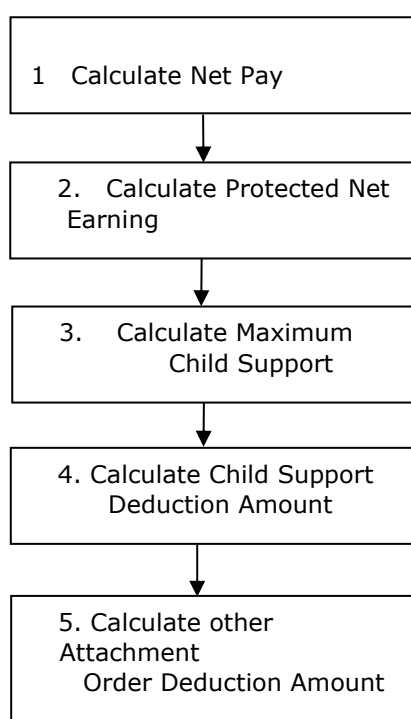 1 Calculate Net Pay
2. Calculate Protected Net
Earning
3. Calculate Maximum
Child Support
4. Calculate Child Support
Deduction Amount
5. Calculate other
Attachment
Order Deduction Amount